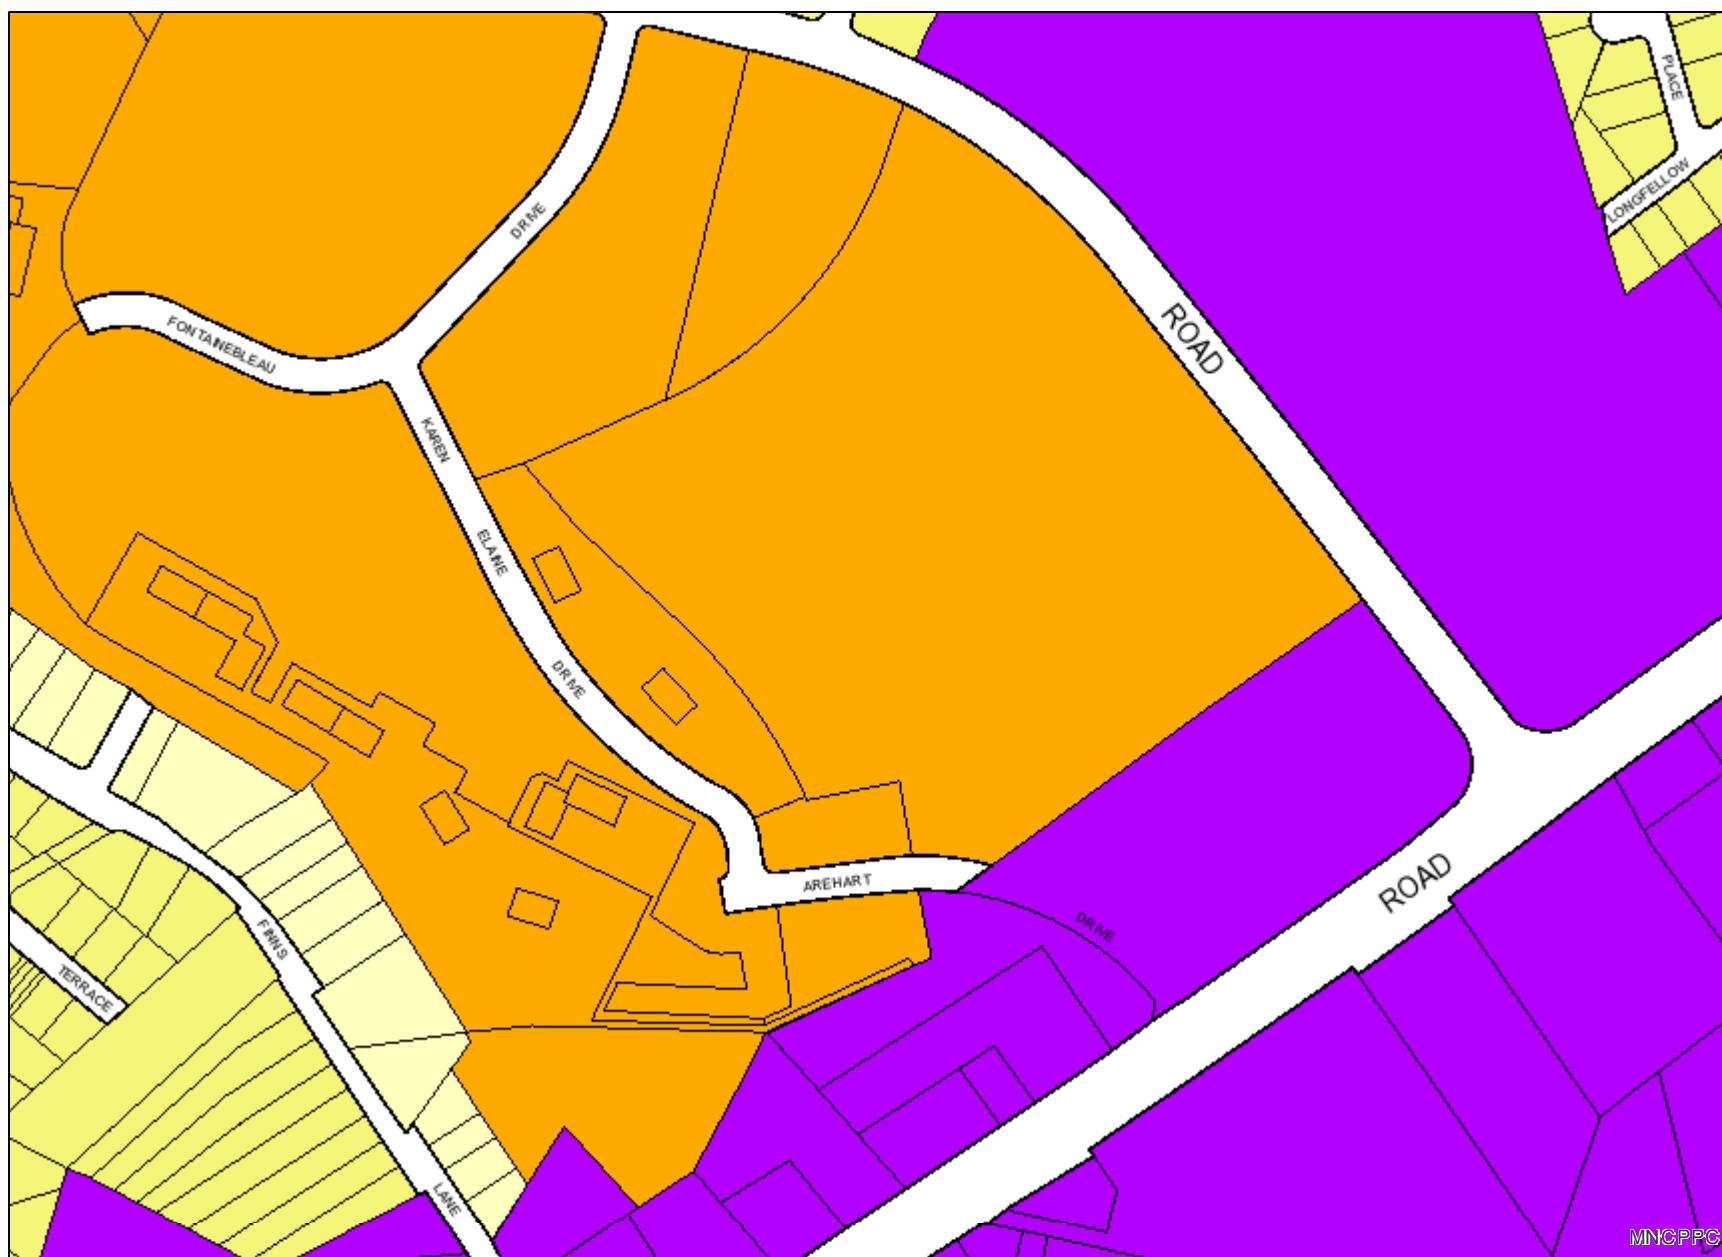 PLACE
LONGFELLOW
DRIVE
ROAD
FONTAINEBLEAU
KAREN
ELAINE
DRIVE
AREHART
ROAD
DRIVE
FINNS
TERRACE
LANE
MNCPPC